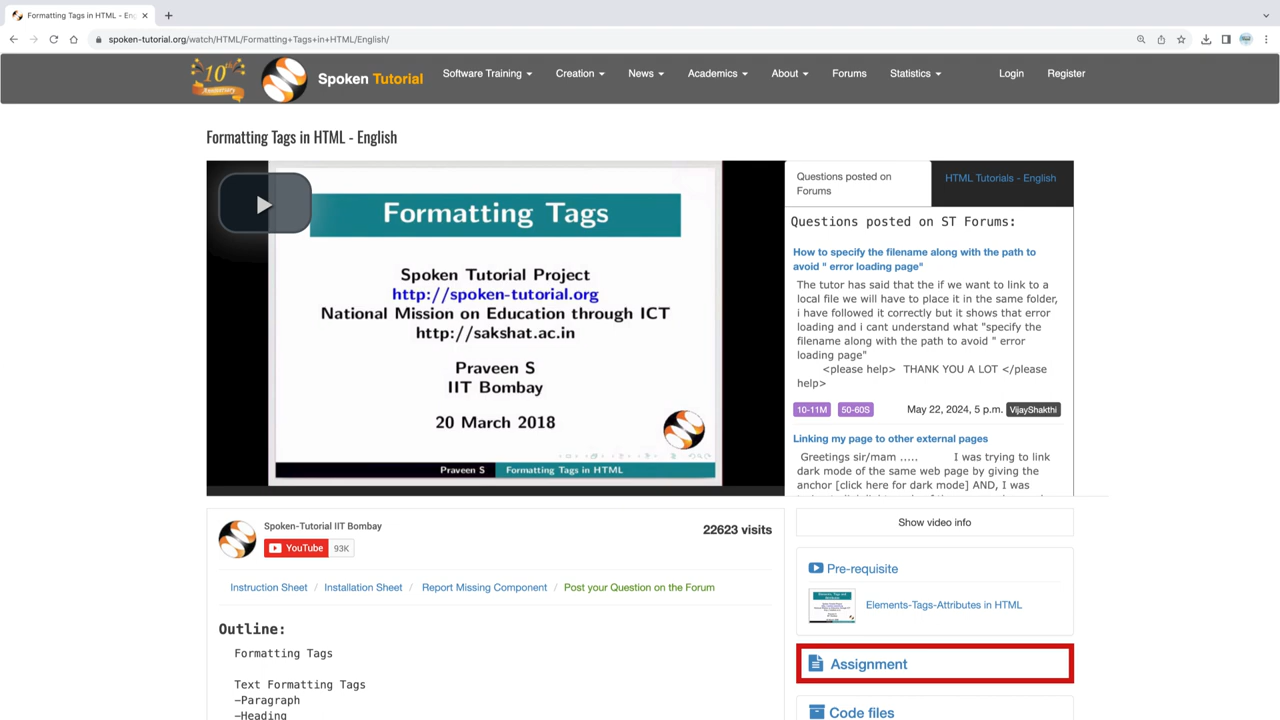 Formatting Tags in HTML - Eng
spoken-tutorial.org/watch/HTML/Formatting+Tags+in+HTML/English/
10th
Spoken Tutorial
Software Training
Creation
News
Academics
About
Forums
Statistics
Login
Register
Formatting Tags in HTML - English
Formatting Tags
Spoken Tutorial Project
http://spoken-tutorial.org
National Mission on Education through ICT
http://sakshat.ac.in
Praveen S
IIT Bombay
20 March 2018
Praveen S
Formatting Tags in HTML
Questions posted on
Forums
HTML Tutorials - English
Questions posted on ST Forums:
How to specify the filename along with the path to
avoid " error loading page"
The tutor has said that the if we want to link to a
local file we will have to place it in the same folder,
i have followed it correctly but it shows that error
loading and i cant understand what "specify the
filename along with the path to avoid " error
loading page"
<please help> THANK YOU A LOT </please
help>
10-11M 50-60S May 22, 2024, 5 p.m. VijayShakthi
Linking my page to other external pages
Greetings sir/mam ..... I was trying to link
dark mode of the same web page by giving the
anchor [click here for dark mode] AND, I was
Spoken-Tutorial IIT Bombay
YouTube 93K
22623 visits
Instruction Sheet / Installation Sheet / Report Missing Component / Post your Question on the Forum
Outline:
Formatting Tags
Text Formatting Tags
-Paragraph
-Heading
Show video info
Pre-requisite
Elements-Tags-Attributes in HTML
Assignment
Code files